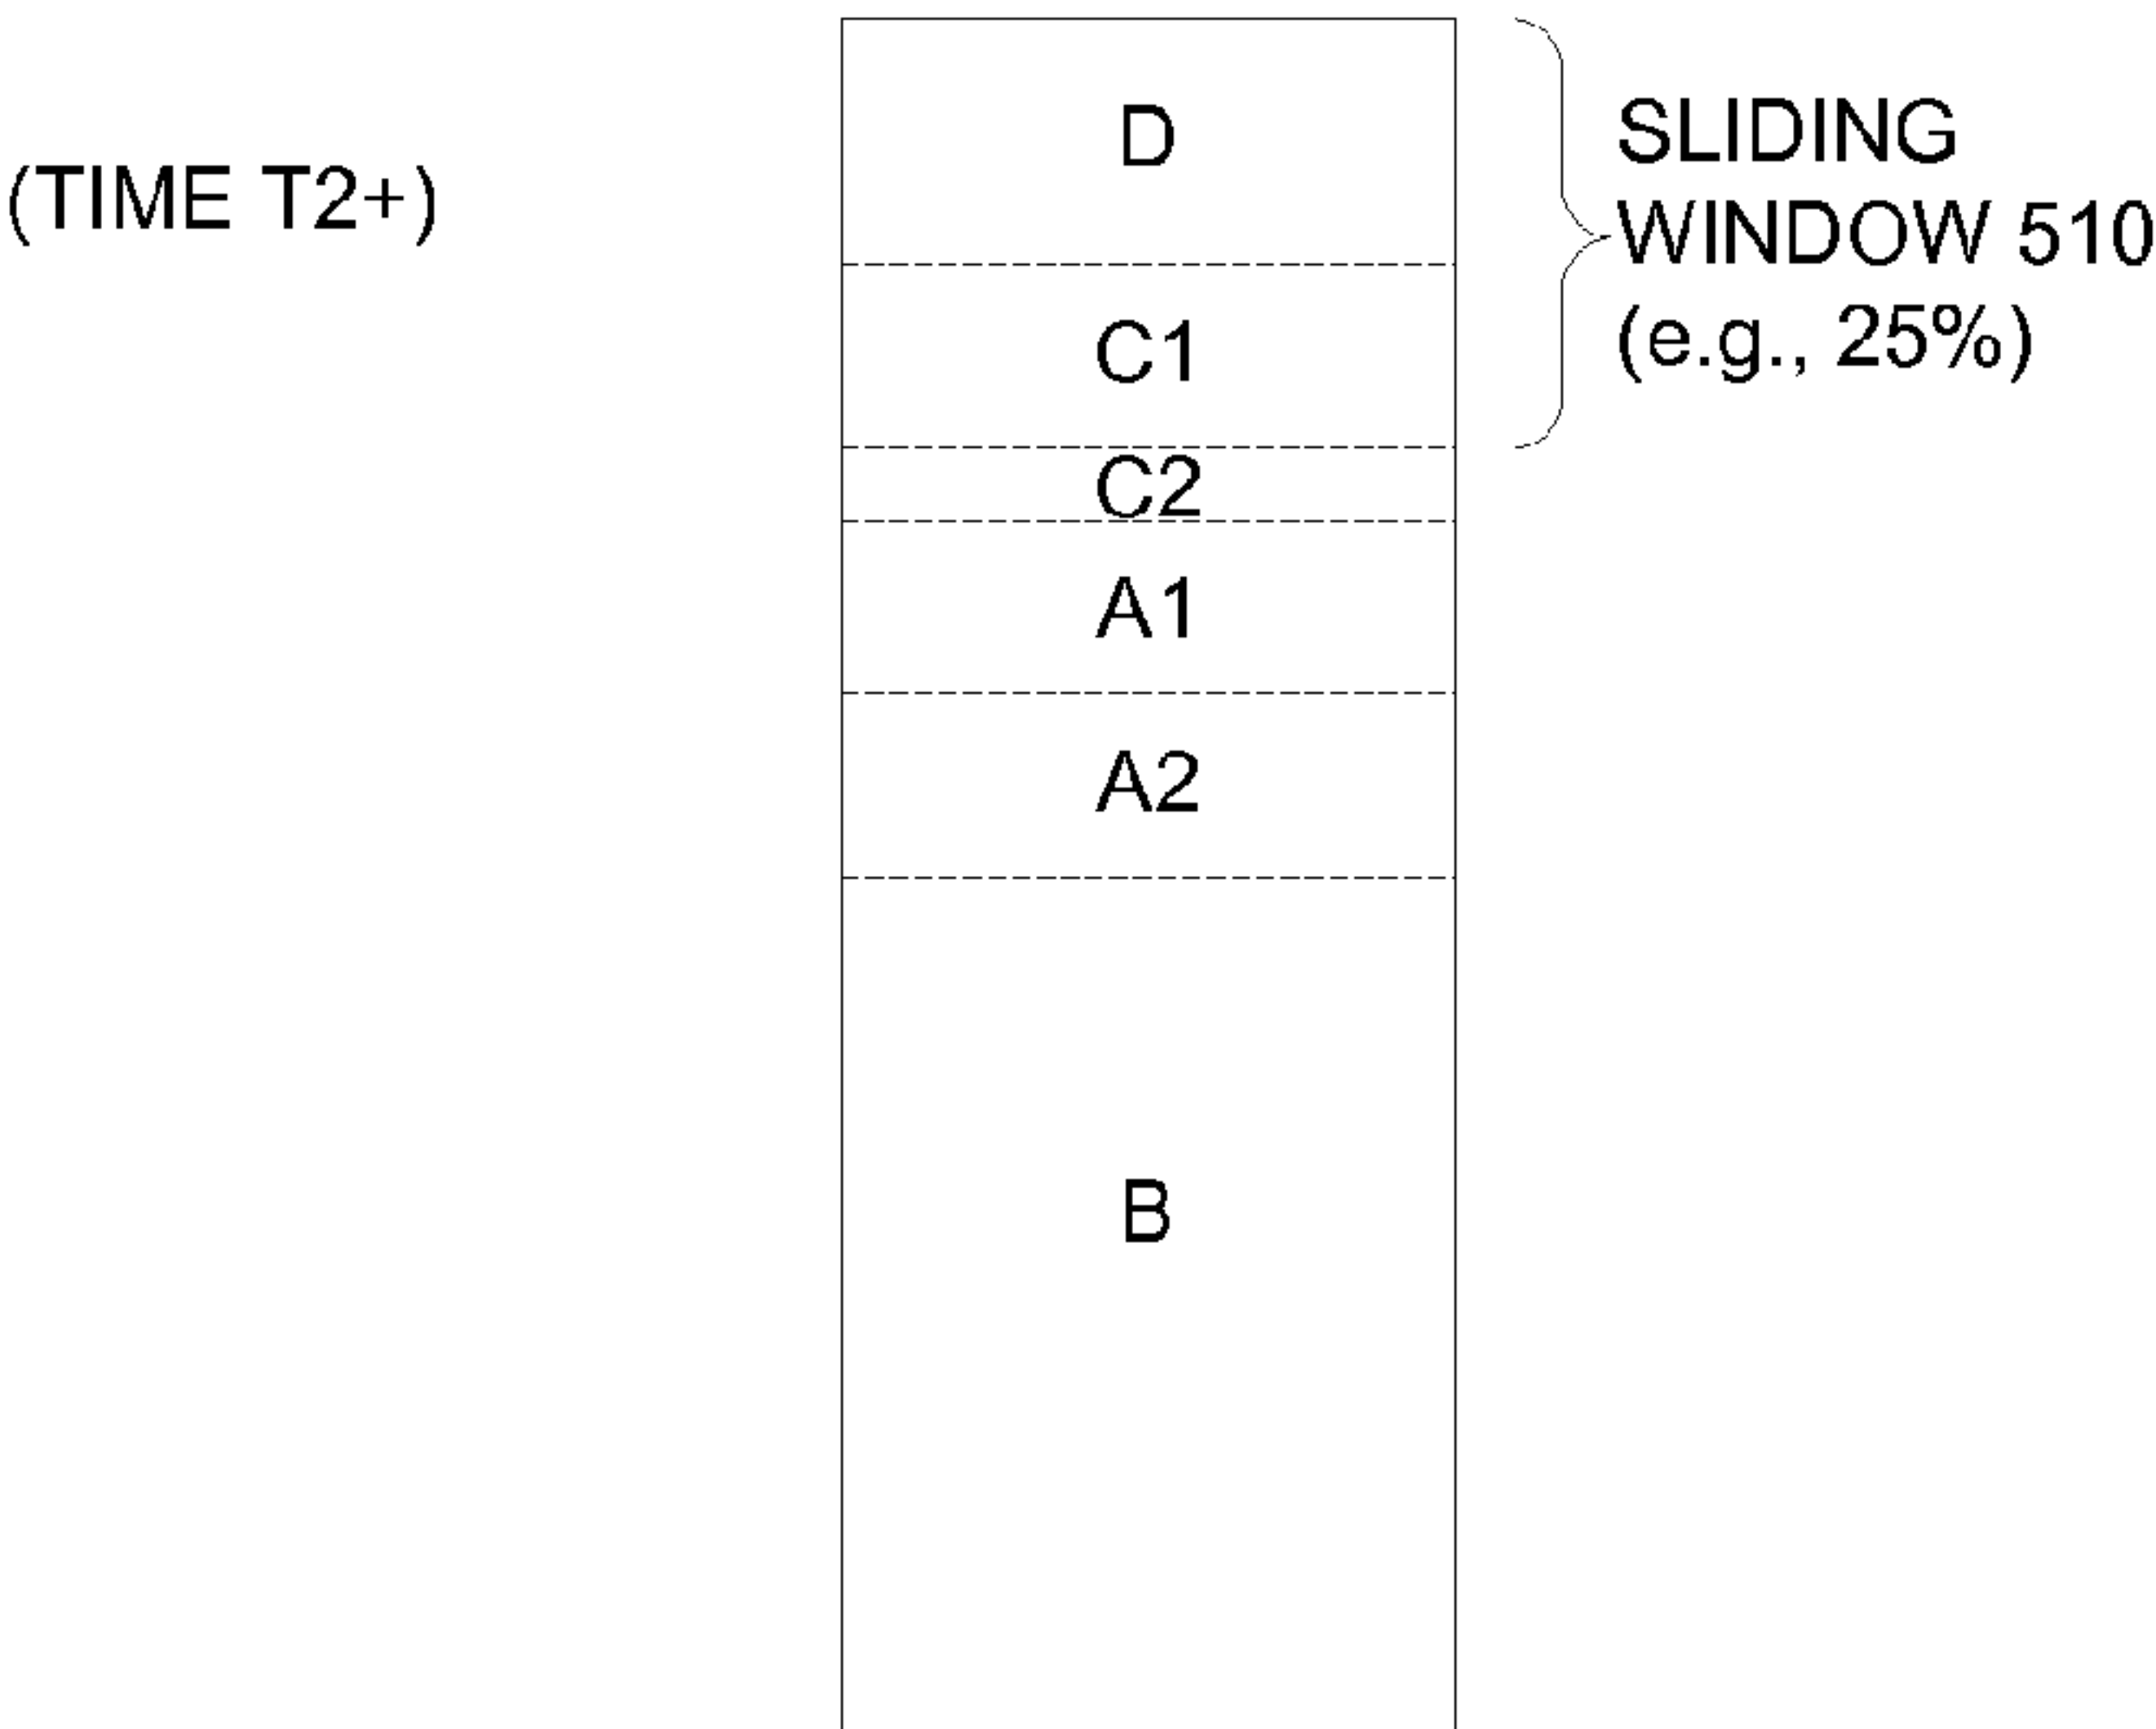 D
(TIME T2+)
SLIDING
WINDOW 510
(e.g., 25%)
C1
C2
A1
A2
B